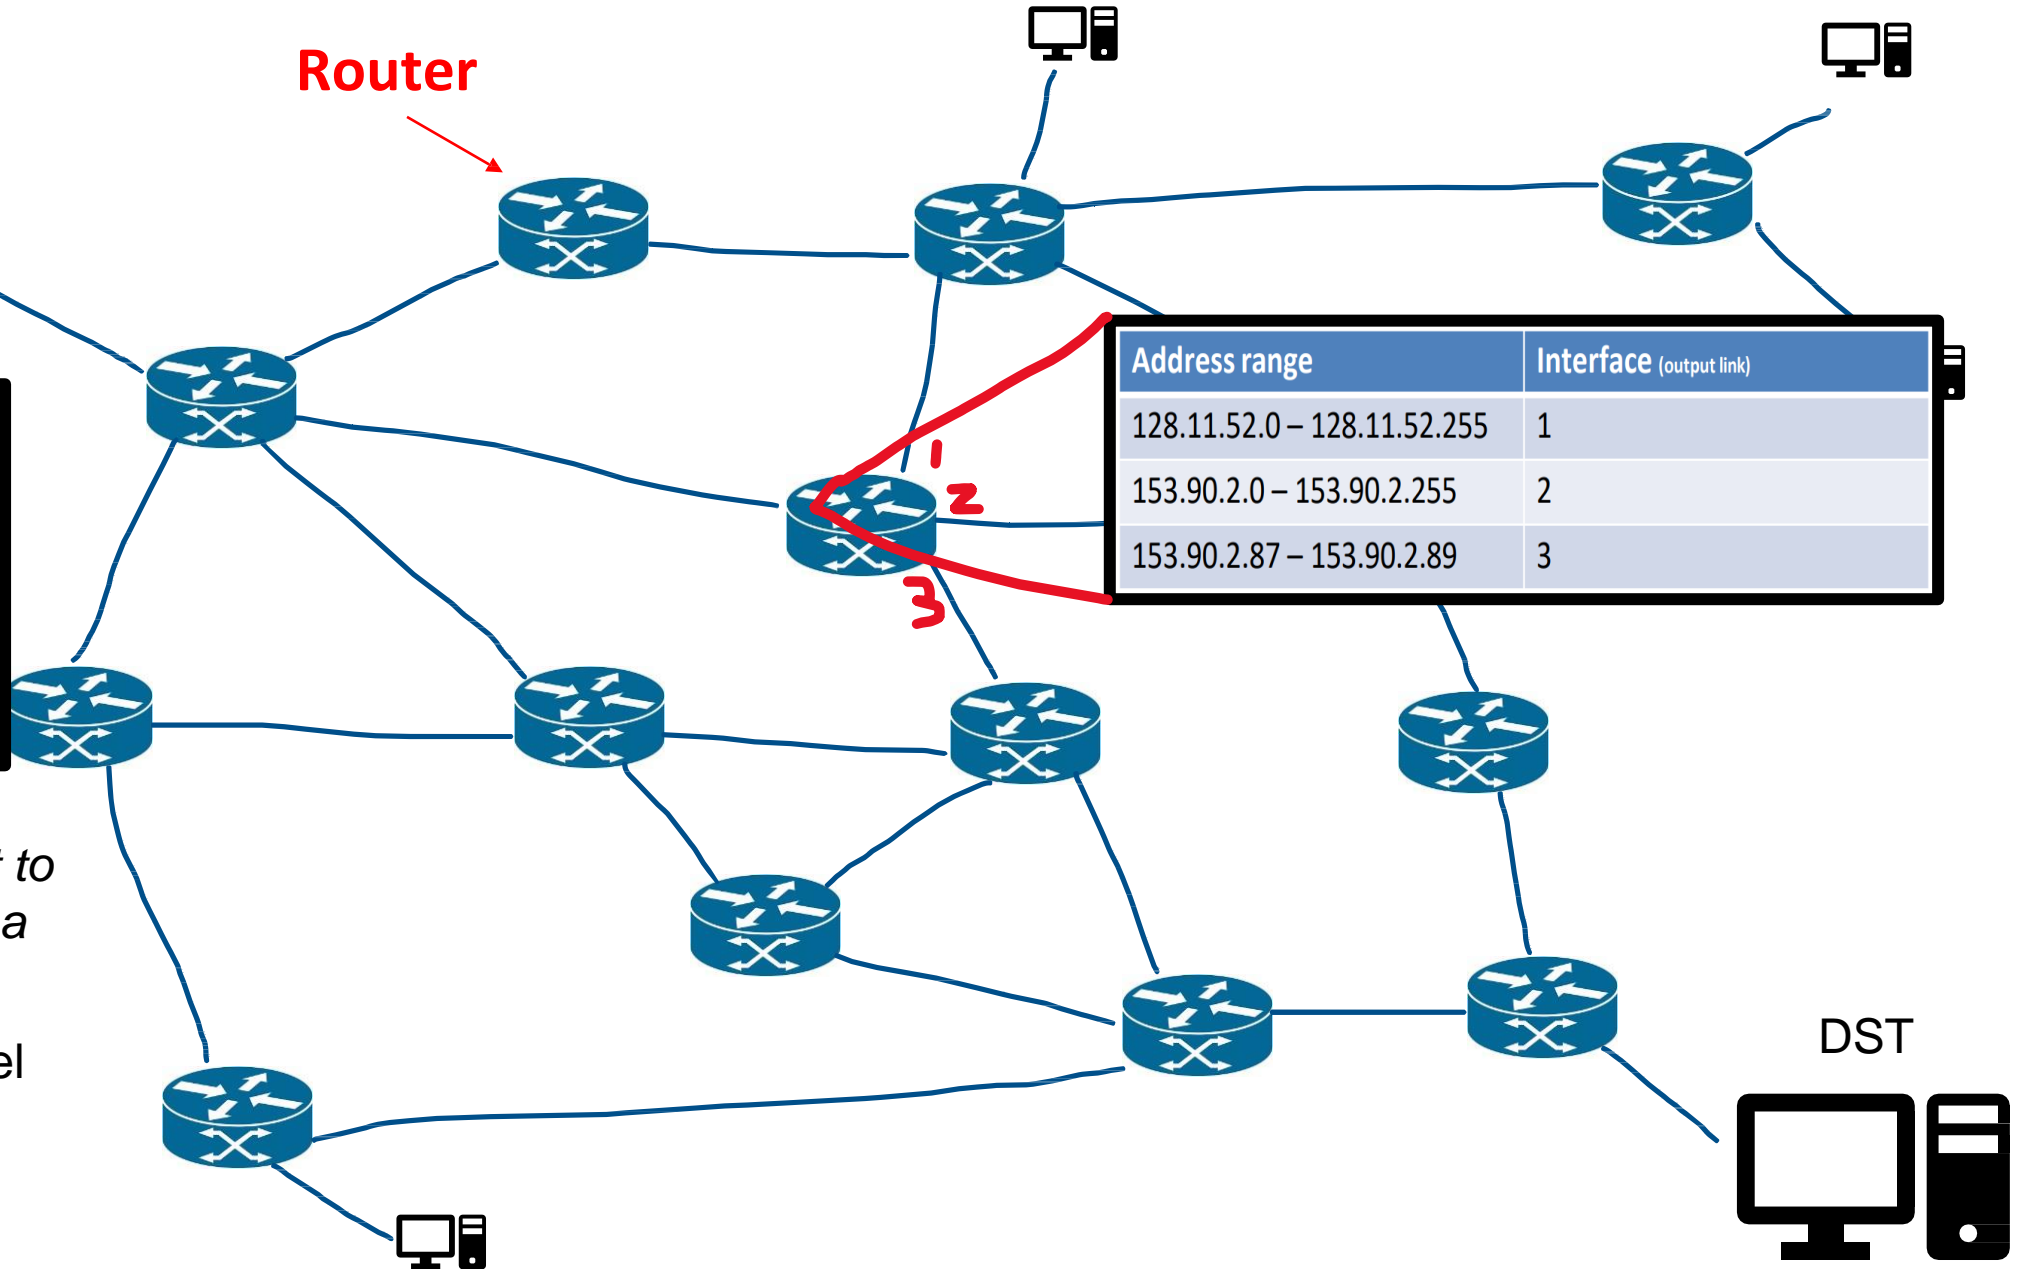 Router
Address range Interface (output link)
128.11.52.0 – 128.11.52.255 1
153.90.2.0 – 153.90.2.255 2
153.90.2.87 – 153.90.2.89 3
1
2
3
to
a
el
DST